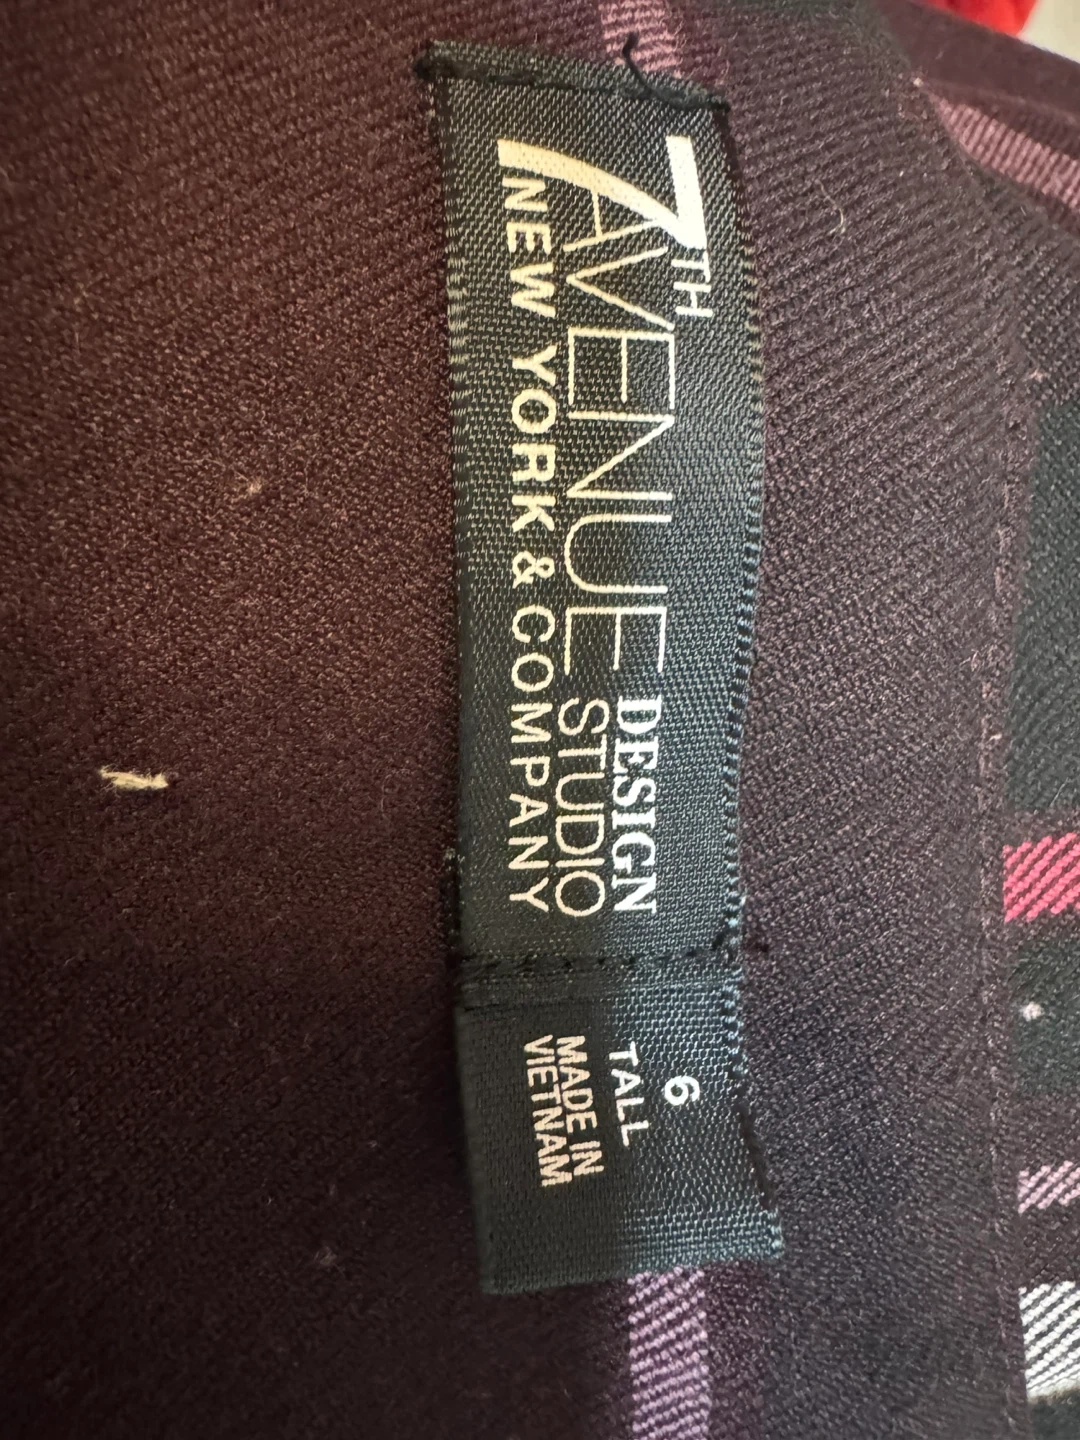 7TH
AVENUE DESIGN STUDIO
NEW YORK & COMPANY
6
TALL
MADE IN
VIETNAM